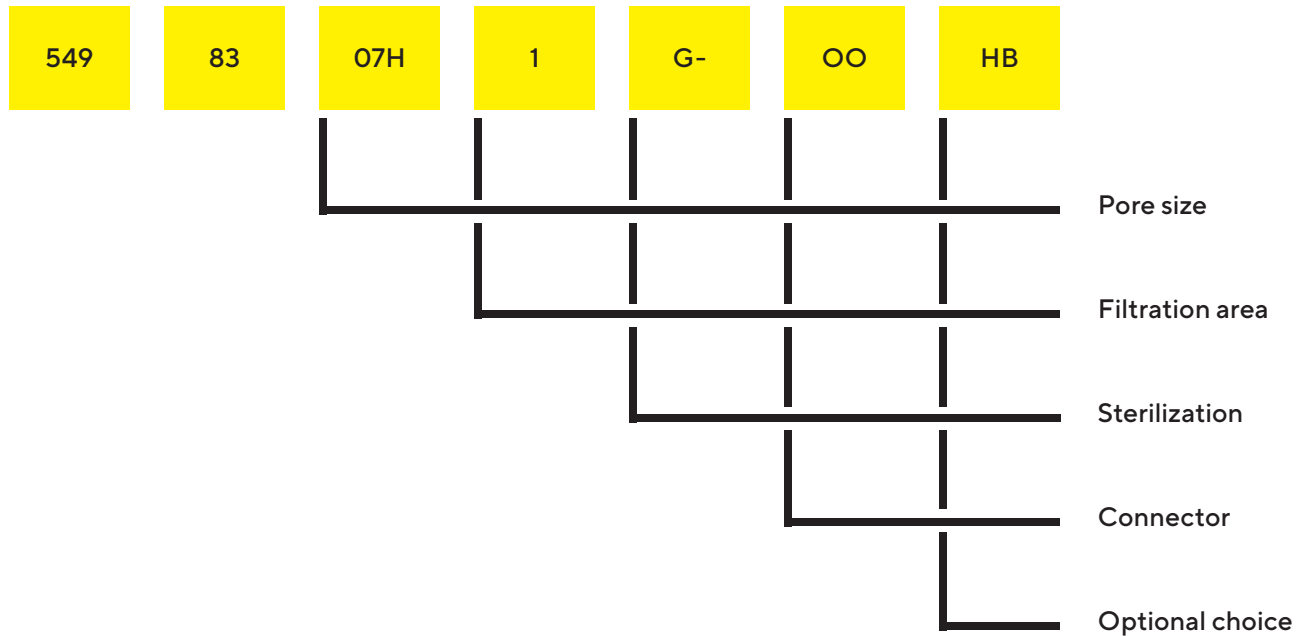 549 83 07H 1 G- OO HB
Pore size
Filtration area
Sterilization
Connector
Optional choice